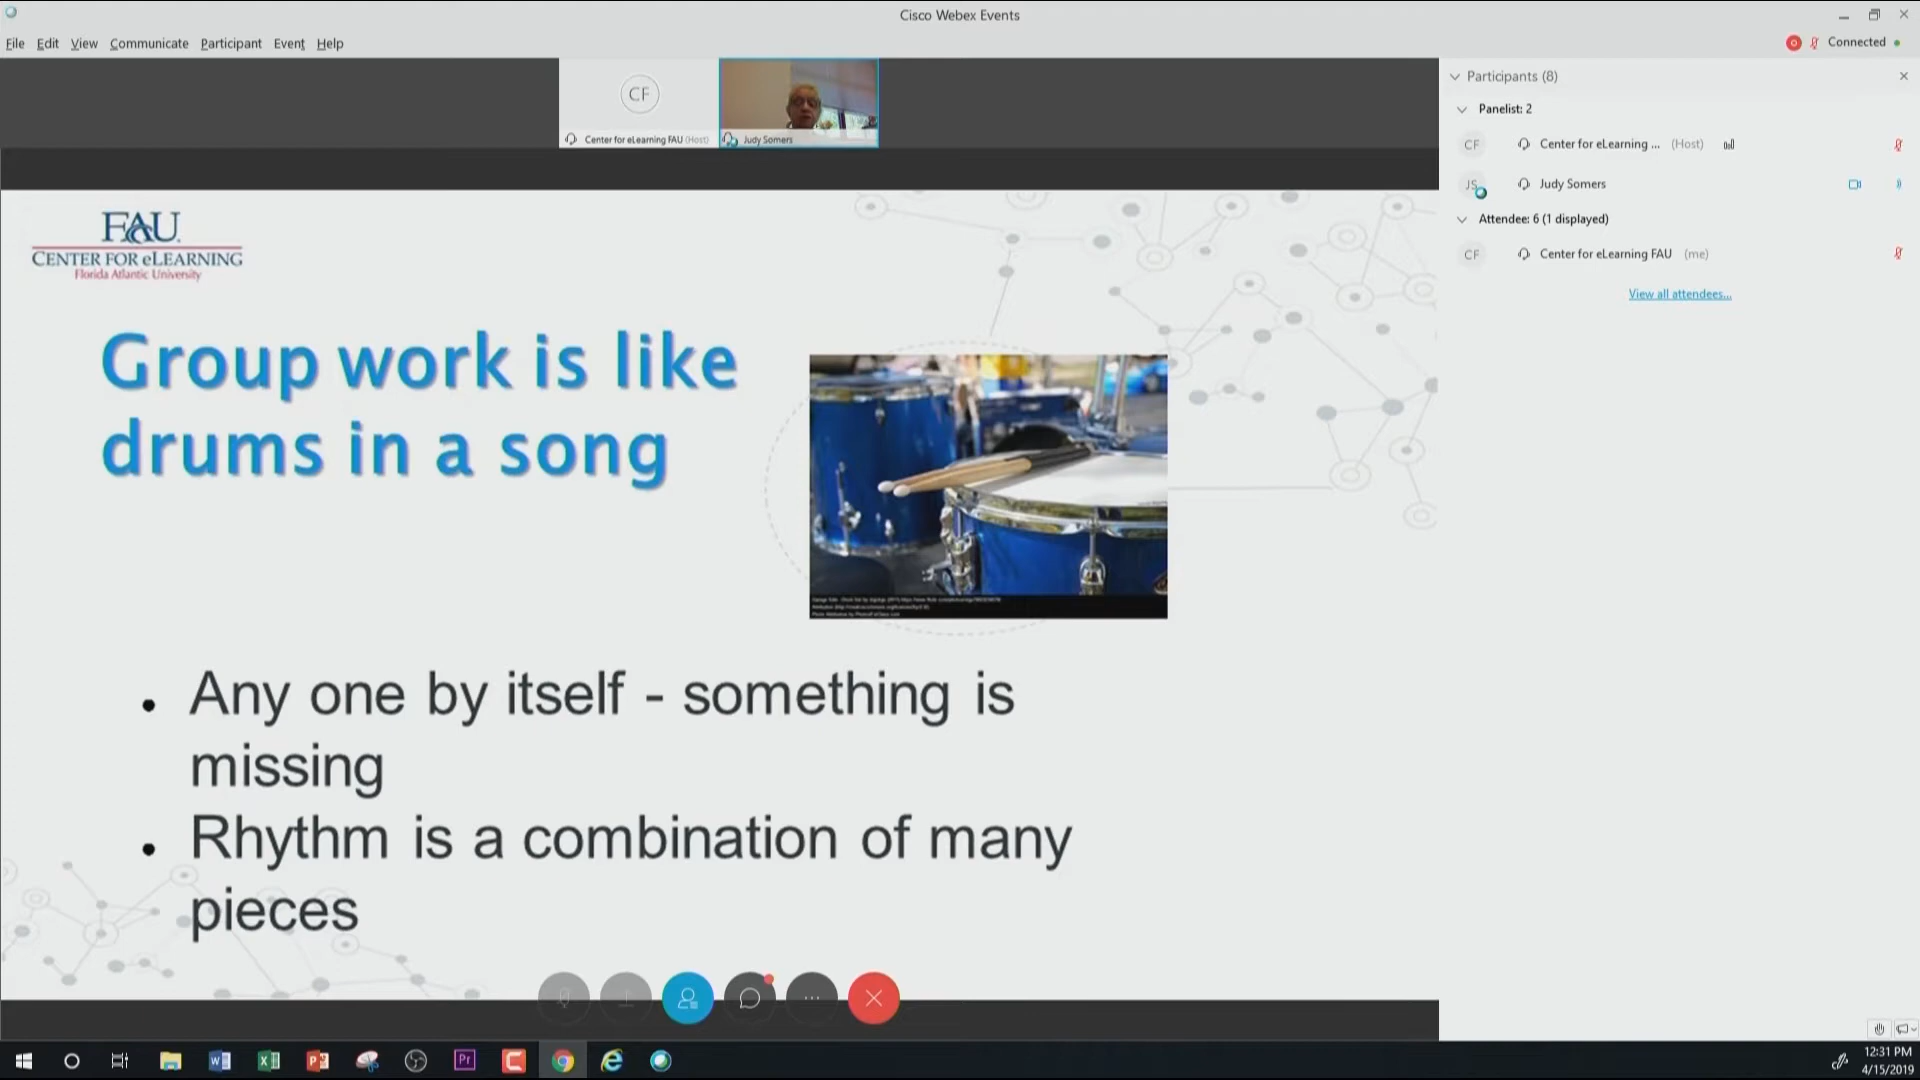 Cisco Webex Events
File Edit View Communicate Participant Event Help
Connected
CF
Center for eLearning FAU (Host)
Judy Somers
Participants (8)
Panelist: 2
CF Center for eLearning ... (Host)
JS Judy Somers
Attendee: 6 (1 displayed)
CF Center for eLearning FAU (me)
View all attendees...
FAU
CENTER FOR eLEARNING
Florida Atlantic University
Group work is like
drums in a song
• Any one by itself - something is
missing
• Rhythm is a combination of many
pieces
Pr
12:31 PM
4/15/2019